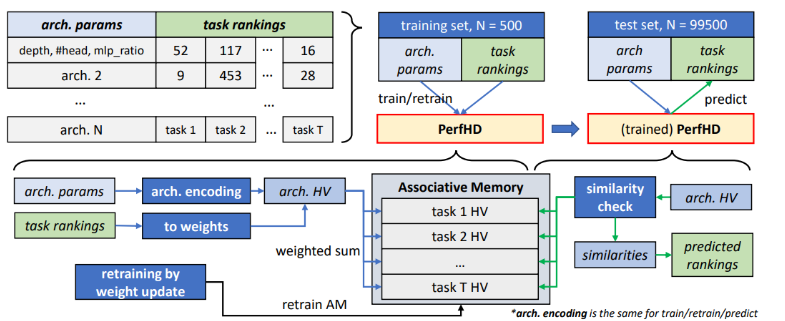 arch. params task rankings
depth, #head, mlp_ratio 52 117 ... 16
arch. 2 9 453 ... 28
... ...
arch. N task 1 task 2 ... task T
training set, N = 500
arch. params
task rankings
train/retrain
PerfHD
test set, N = 99500
arch params
task rankings
predict
(trained) PerfHD
arch. params
arch. encoding
arch. HV
task rankings
to weights
weighted sum
retraining by
weight update
retrain AM
Associative Memory
task 1 HV
task 2 HV
...
task T HV
similarity
check
arch. HV
similarities
predicted
rankings
*arch. encoding is the same for train/retrain/predict